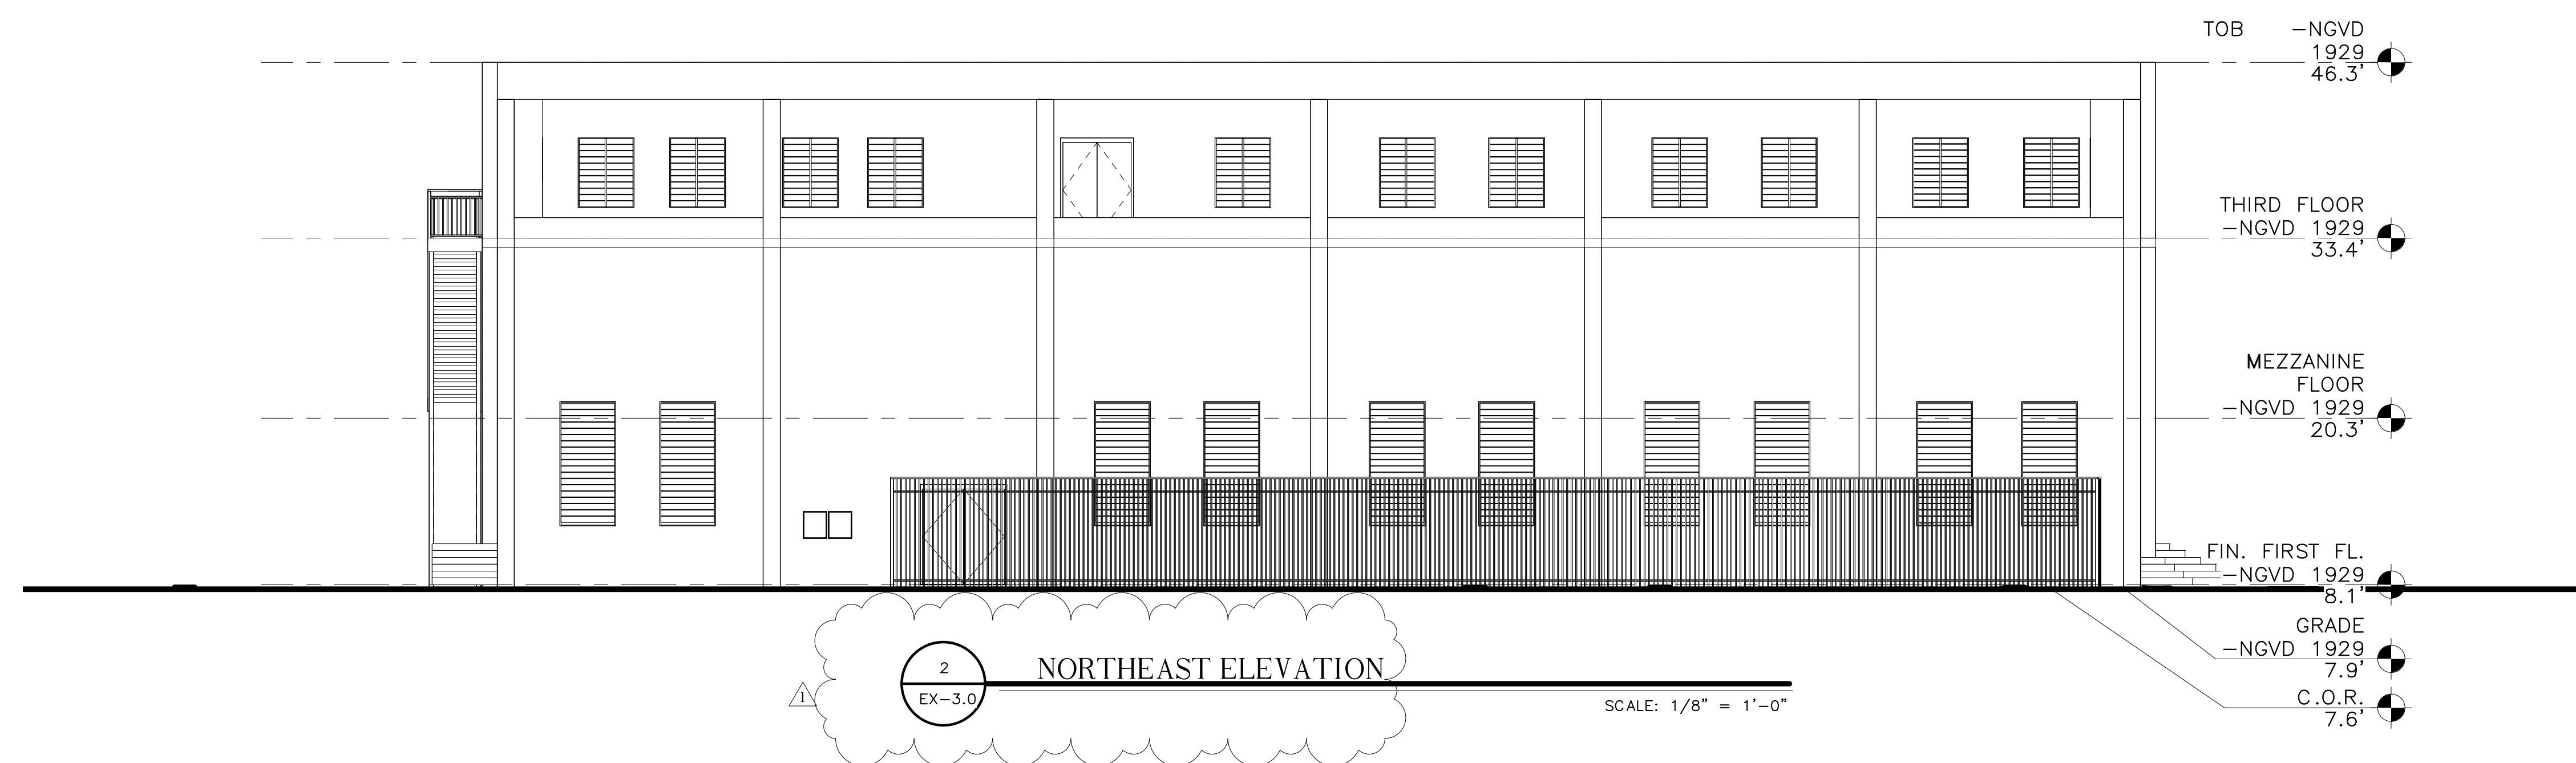 TOB -NGVD
1929
46.3'
THIRD FLOOR
-NGVD 1929
33.4'
MEZZANINE
FLOOR
-NGVD 1929
20.3'
FIN. FIRST FL.
-NGVD 1929
8.1'
GRADE
-NGVD 1929
7.9'
C.O.R.
7.6'
1
2
EX-3.0
NORTHEAST ELEVATION
SCALE: 1/8" = 1'-0"